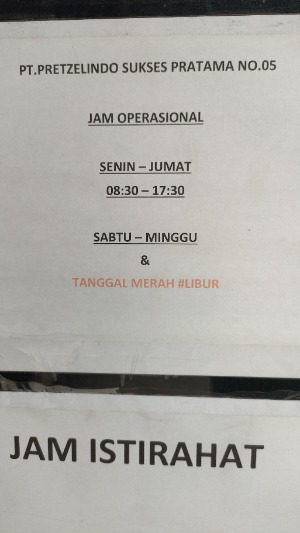 PT.PRETZELINDO SUKSES PRATAMA NO.05
JAM OPERASIONAL
SENIN – JUMAT
08:30 – 17:30
SABTU – MINGGU
&
TANGGAL MERAH #LIBUR
JAM ISTIRAHAT